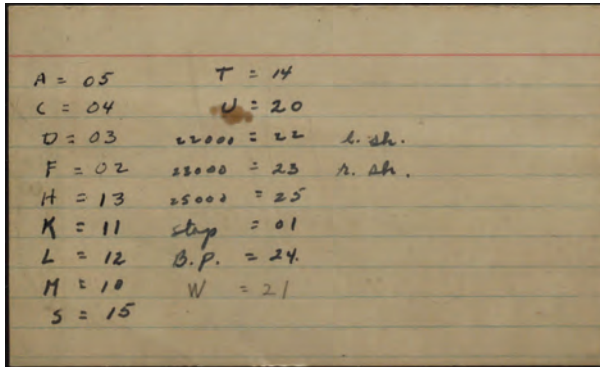 A = 05 T = 14
C = 04 U = 20
D = 03 22000 = 22 l. sh.
F = 02 23000 = 23 r. sh.
H = 13 25000 = 25
K = 11 stop = 01
L = 12 B.P. = 24.
M = 10 W = 21
S = 15